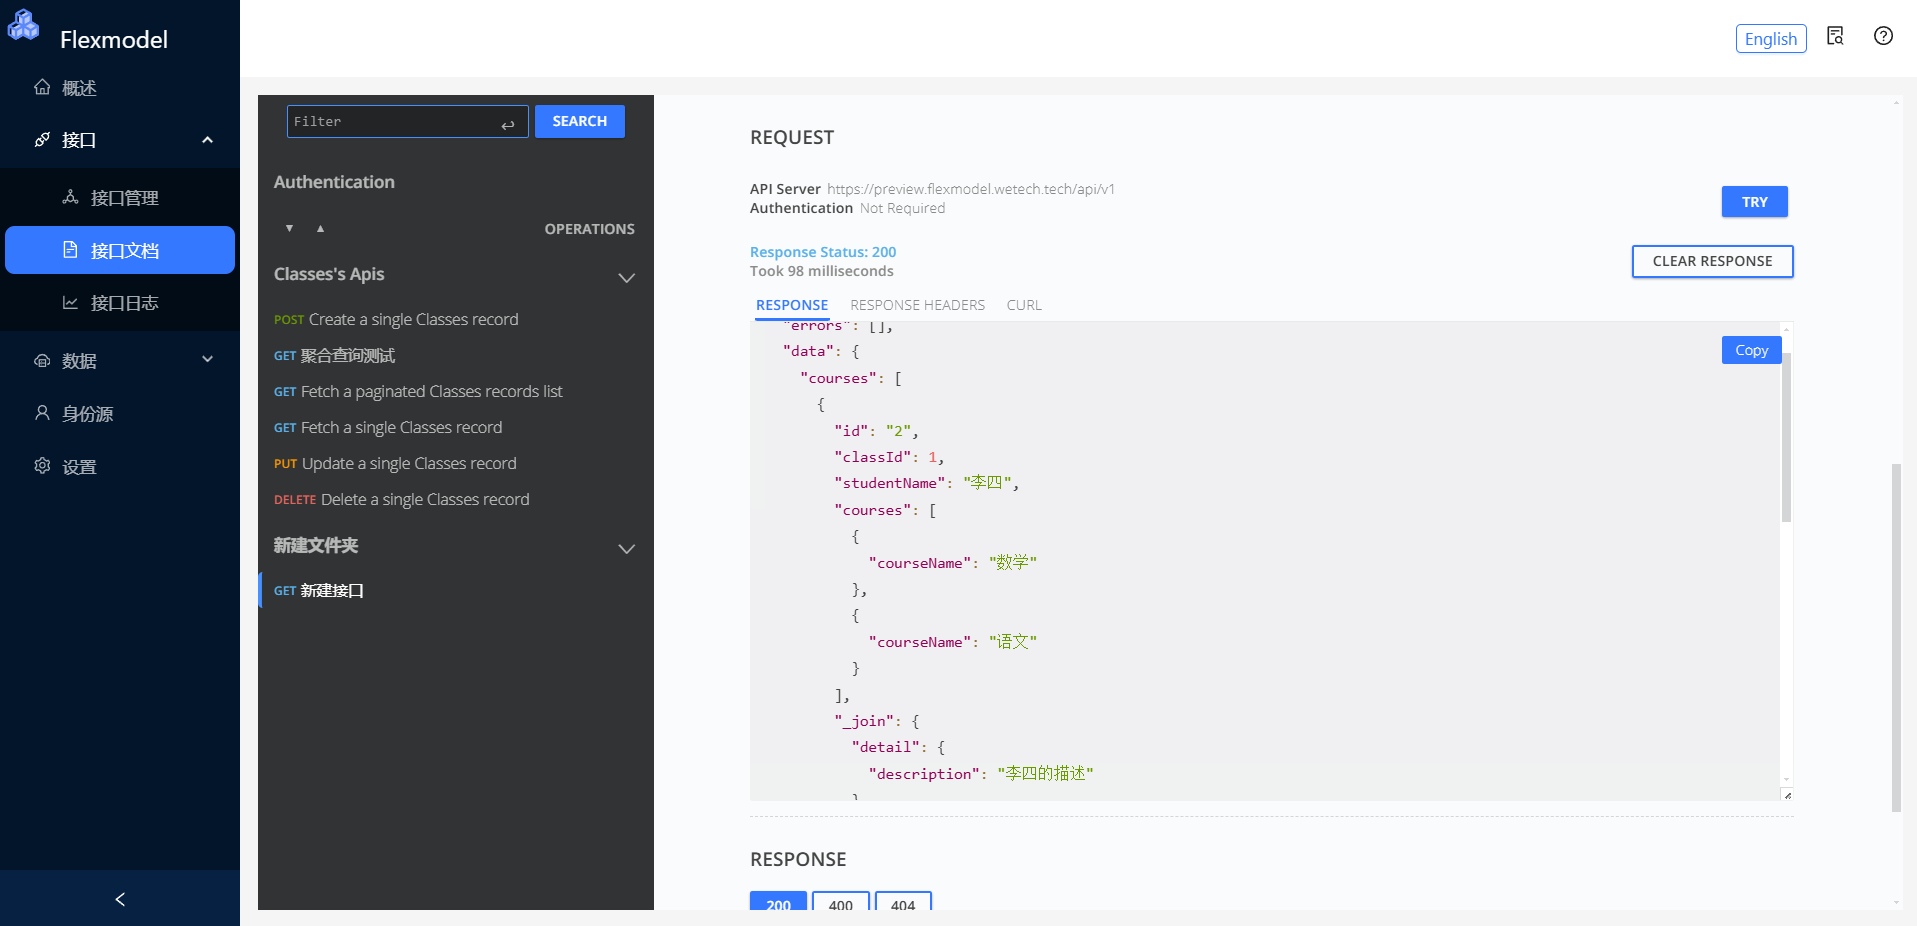 Flexmodel
概述
接口
接口管理
接口文档
接口日志
数据
身份源
设置
English
Filter
SEARCH
Authentication
OPERATIONS
Classes's Apis
POST Create a single Classes record
GET 聚合查询测试
GET Fetch a paginated Classes records list
GET Fetch a single Classes record
PUT Update a single Classes record
DELETE Delete a single Classes record
新建文件夹
GET 新建接口
REQUEST
API Server https://preview.flexmodel.wetech.tech/api/v1
Authentication Not Required
TRY
Response Status: 200
Took 98 milliseconds
CLEAR RESPONSE
RESPONSE RESPONSE HEADERS CURL
"errors": [],
"data": {
Copy
"courses": [
{
"id": "2",
"classId": 1,
"studentName": "李四",
"courses": [
{
"courseName": "数学"
},
{
"courseName": "语文"
}
],
"_join": {
"detail": {
"description": "李四的描述"
}
RESPONSE
200 400 404